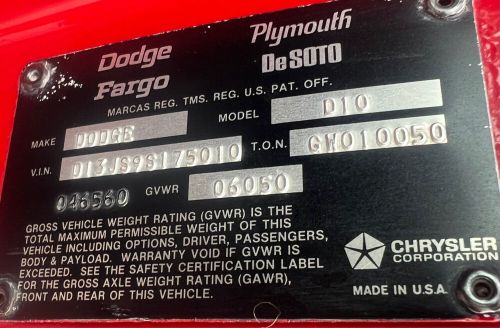 Dodge Plymouth
Fargo DeSOTO
MARCAS REG. TMS. REG. U.S. PAT. OFF.
MAKE DODGE MODEL D10
V.I.N. D13JS9S175010 T.O.N. GW010050
046560 GVWR 06050
GROSS VEHICLE WEIGHT RATING (GVWR) IS THE
TOTAL MAXIMUM PERMISSIBLE WEIGHT OF THIS
VEHICLE INCLUDING OPTIONS, DRIVER, PASSENGERS,
BODY & PAYLOAD. WARRANTY VOID IF GVWR IS
EXCEEDED. SEE THE SAFETY CERTIFICATION LABEL
FOR THE GROSS AXLE WEIGHT RATING (GAWR),
FRONT AND REAR OF THIS VEHICLE.
CHRYSLER
CORPORATION
MADE IN U.S.A.